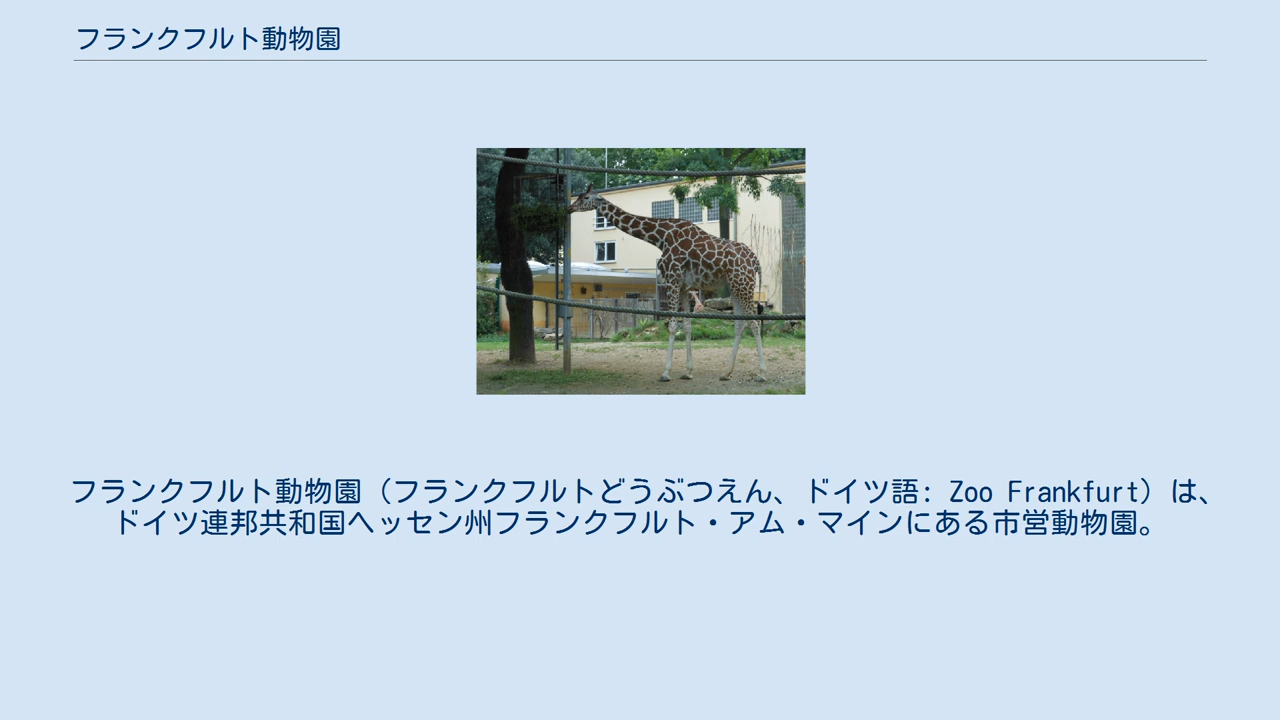 フランクフルト動物園
フランクフルト動物園（フランクフルトどうぶつえん、ドイツ語: Zoo Frankfurt）は、
ドイツ連邦共和国ヘッセン州フランクフルト・アム・マインにある市営動物園。